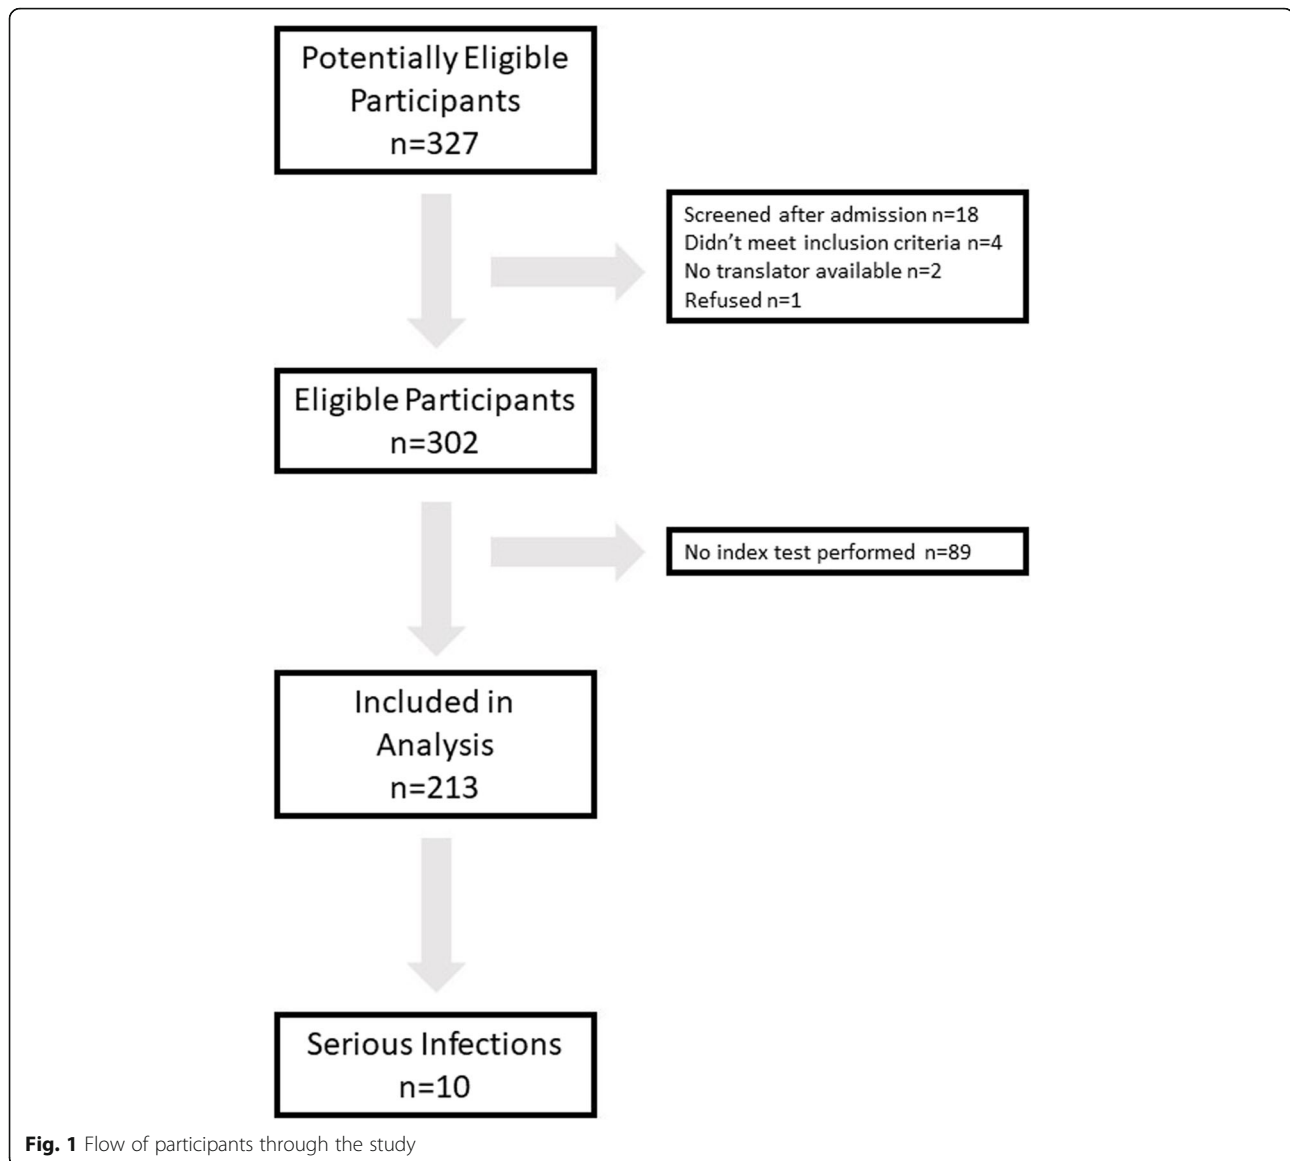 Potentially Eligible
Participants
n=327
Screened after admission n=18
Didn't meet inclusion criteria n=4
No translator available n=2
Refused n=1
Eligible Participants
n=302
No index test performed n=89
Included in
Analysis
n=213
Serious Infections
n=10
Fig. 1 Flow of participants through the study